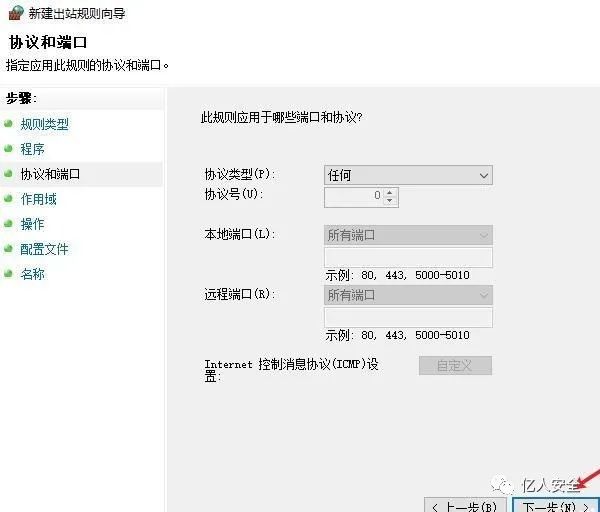 新建出站规则向导
协议和端口
指定应用此规则的协议和端口。
步骤:
规则类型
程序
协议和端口
作用域
操作
配置文件
名称
此规则应用于哪些端口和协议?
协议类型(P): 任何
协议号(U): 0
本地端口(L): 所有端口
示例: 80, 443, 5000-5010
远程端口(R): 所有端口
示例: 80, 443, 5000-5010
Internet 控制消息协议(ICMP)设
置: 自定义
亿人安全
< 上一步(B) 下一步(N) >